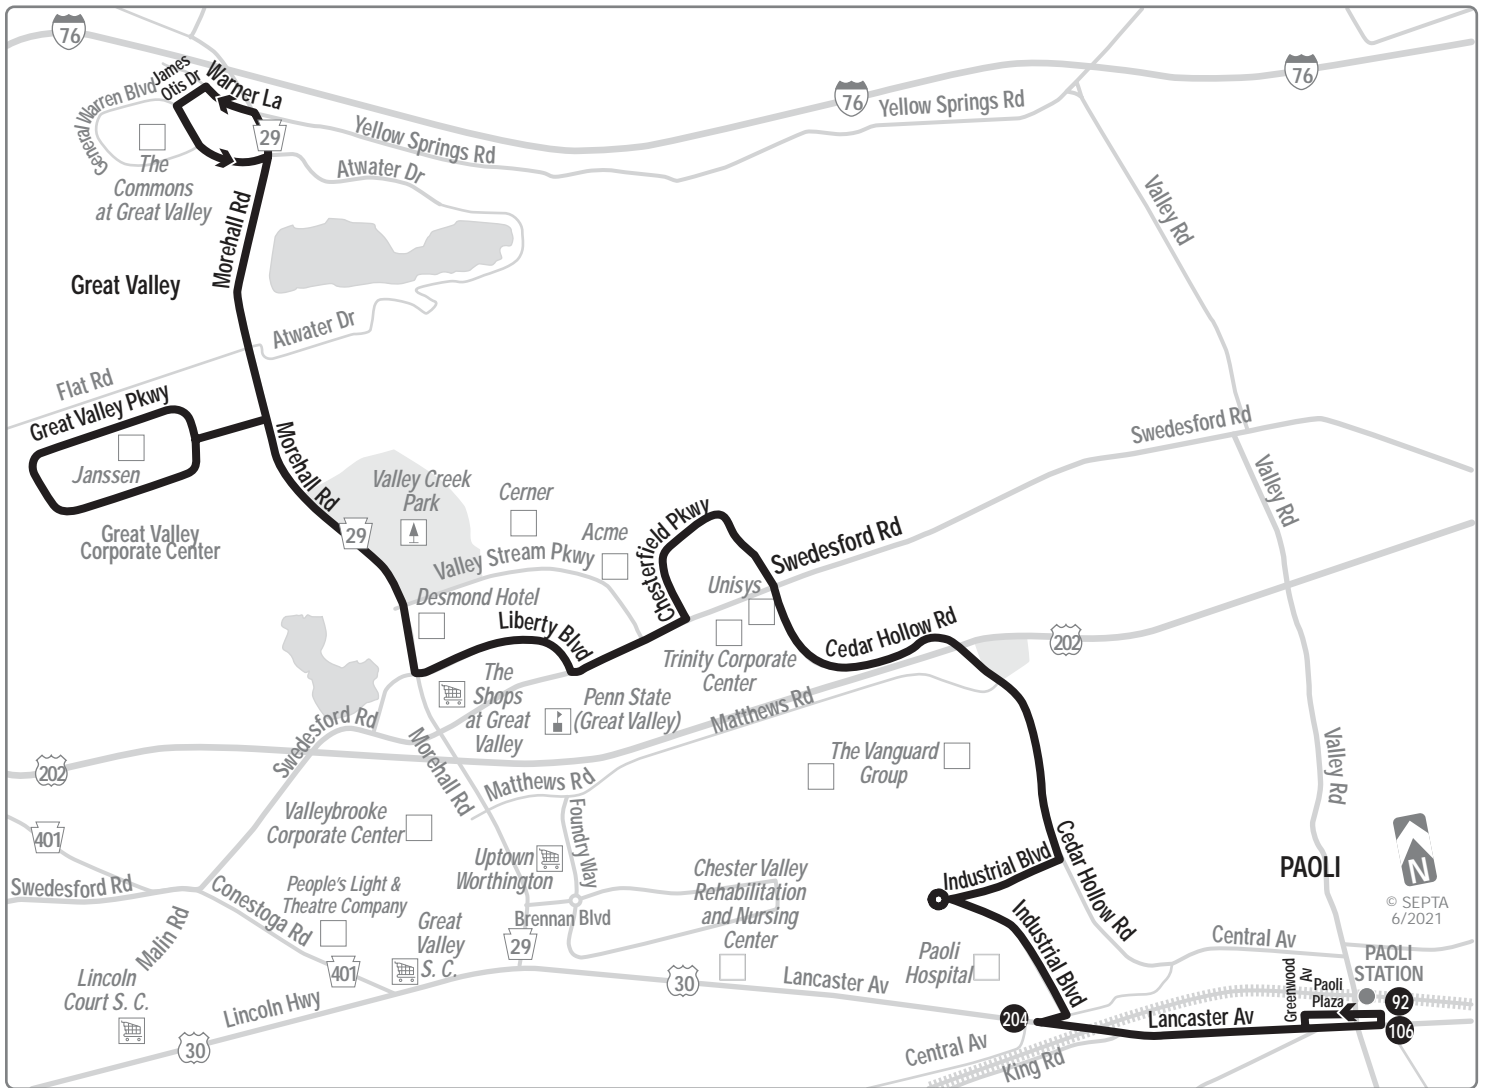 76
James
Otis Dr
Warner La
General Warren Blvd
29
The
Commons
at Great Valley
Yellow Springs Rd
Atwater Dr
76
Yellow Springs Rd
76
Valley Rd
Morehall Rd
Great Valley
Atwater Dr
Flat Rd
Great Valley Pkwy
Janssen
Great Valley
Corporate Center
Morehall Rd
29
Valley Creek
Park
Cerner
Acme
Valley Stream Pkwy
Desmond Hotel
Liberty Blvd
Chesterfield Pkwy
Swedesford Rd
Swedesford Rd
Valley Rd
Unisys
Trinity Corporate
Center
Cedar Hollow Rd
202
The
Shops
at Great
Valley
Penn State
(Great Valley)
Matthews Rd
Swedesford Rd
202
Morehall Rd
Matthews Rd
The Vanguard
Group
Valley Rd
401
Valleybrooke
Corporate Center
Foundry Way
Uptown
Worthington
Swedesford Rd
Conestoga Rd
People's Light &
Theatre Company
Malin Rd
Great
Valley
S. C.
Brennan Blvd
29
401
Chester Valley
Rehabilitation
and Nursing
Center
Industrial Blvd
Cedar Hollow Rd
Industrial Blvd
PAOLI
N
© SEPTA
6/2021
Lincoln
Court S. C.
30
Lincoln Hwy
30
Lancaster Av
Paoli
Hospital
Central Av
PAOLI
STATION
Greenwood
Av
Paoli
Plaza
92
106
204
Lancaster Av
Central Av
King Rd